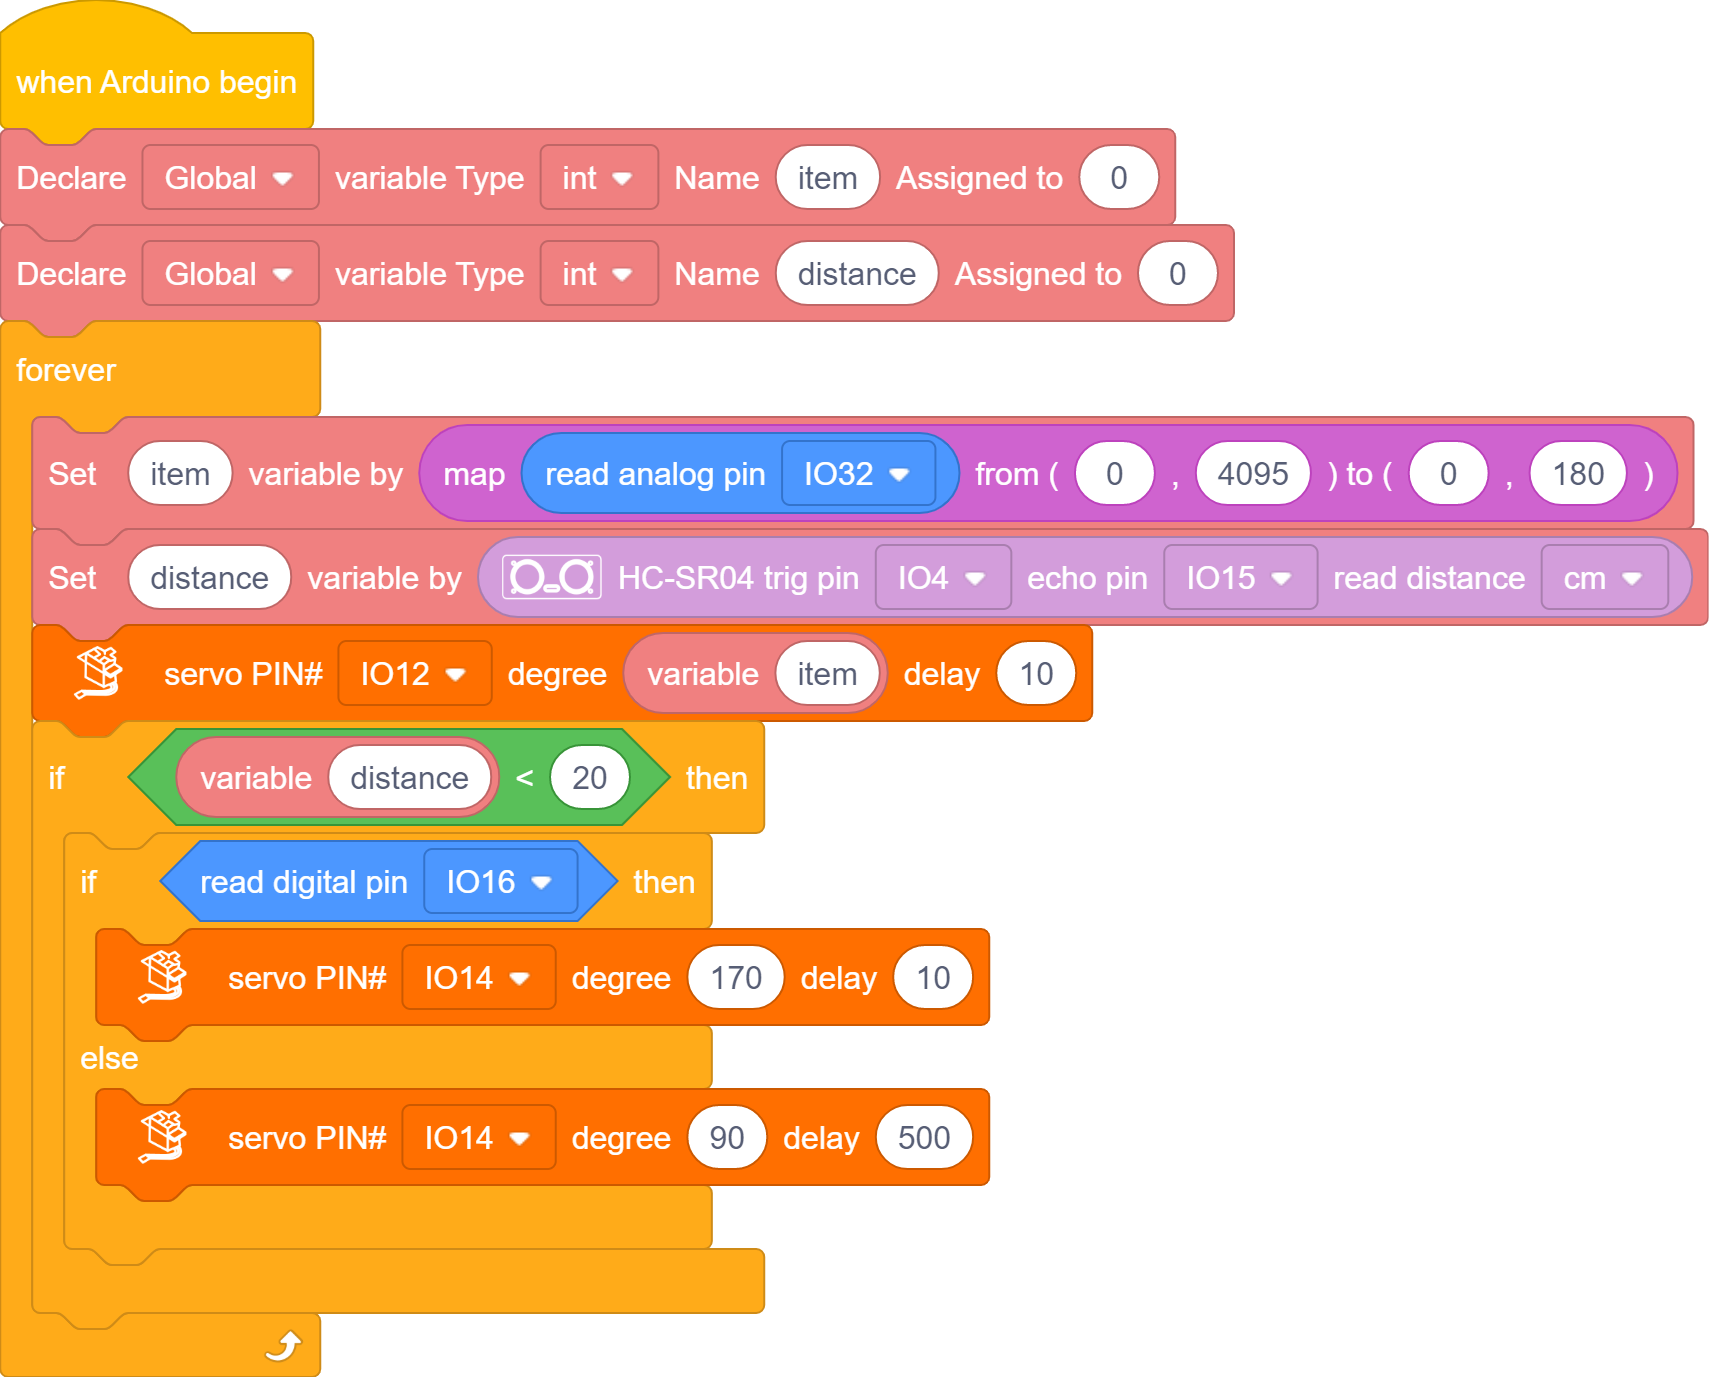 when Arduino begin
Declare Global variable Type int Name item Assigned to 0
Declare Global variable Type int Name distance Assigned to 0
forever
Set item variable by map read analog pin IO32 from ( 0 , 4095 ) to ( 0 , 180 )
Set distance variable by HC-SR04 trig pin IO4 echo pin IO15 read distance cm
servo PIN# IO12 degree variable item delay 10
if variable distance < 20 then
if read digital pin IO16 then
servo PIN# IO14 degree 170 delay 10
else
servo PIN# IO14 degree 90 delay 500